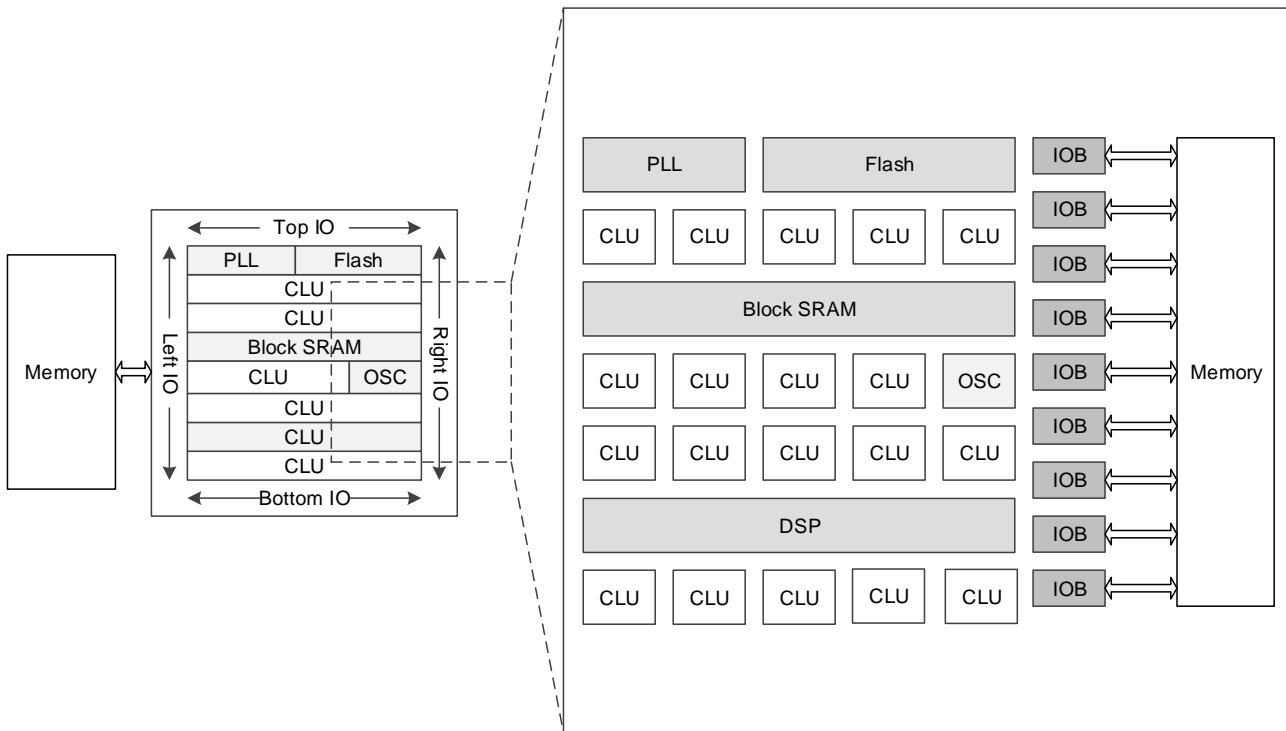 Memory
Top IO
Left IO
Right IO
PLL Flash
CLU
CLU
Block SRAM
CLU OSC
CLU
CLU
CLU
Bottom IO
PLL Flash
CLU CLU CLU CLU CLU
Block SRAM
CLU CLU CLU CLU OSC
CLU CLU CLU CLU CLU
DSP
CLU CLU CLU CLU CLU
IOB
IOB
IOB
IOB
IOB
IOB
IOB
IOB
IOB
Memory